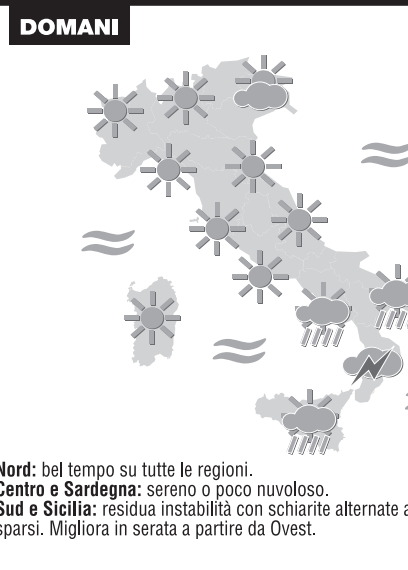 DOMANI
Nord: bel tempo su tutte le regioni.
Centro e Sardegna: sereno o poco nuvoloso.
Sud e Sicilia: residua instabilità con schiarite alternate a
sparsi. Migliora in serata a partire da Ovest.